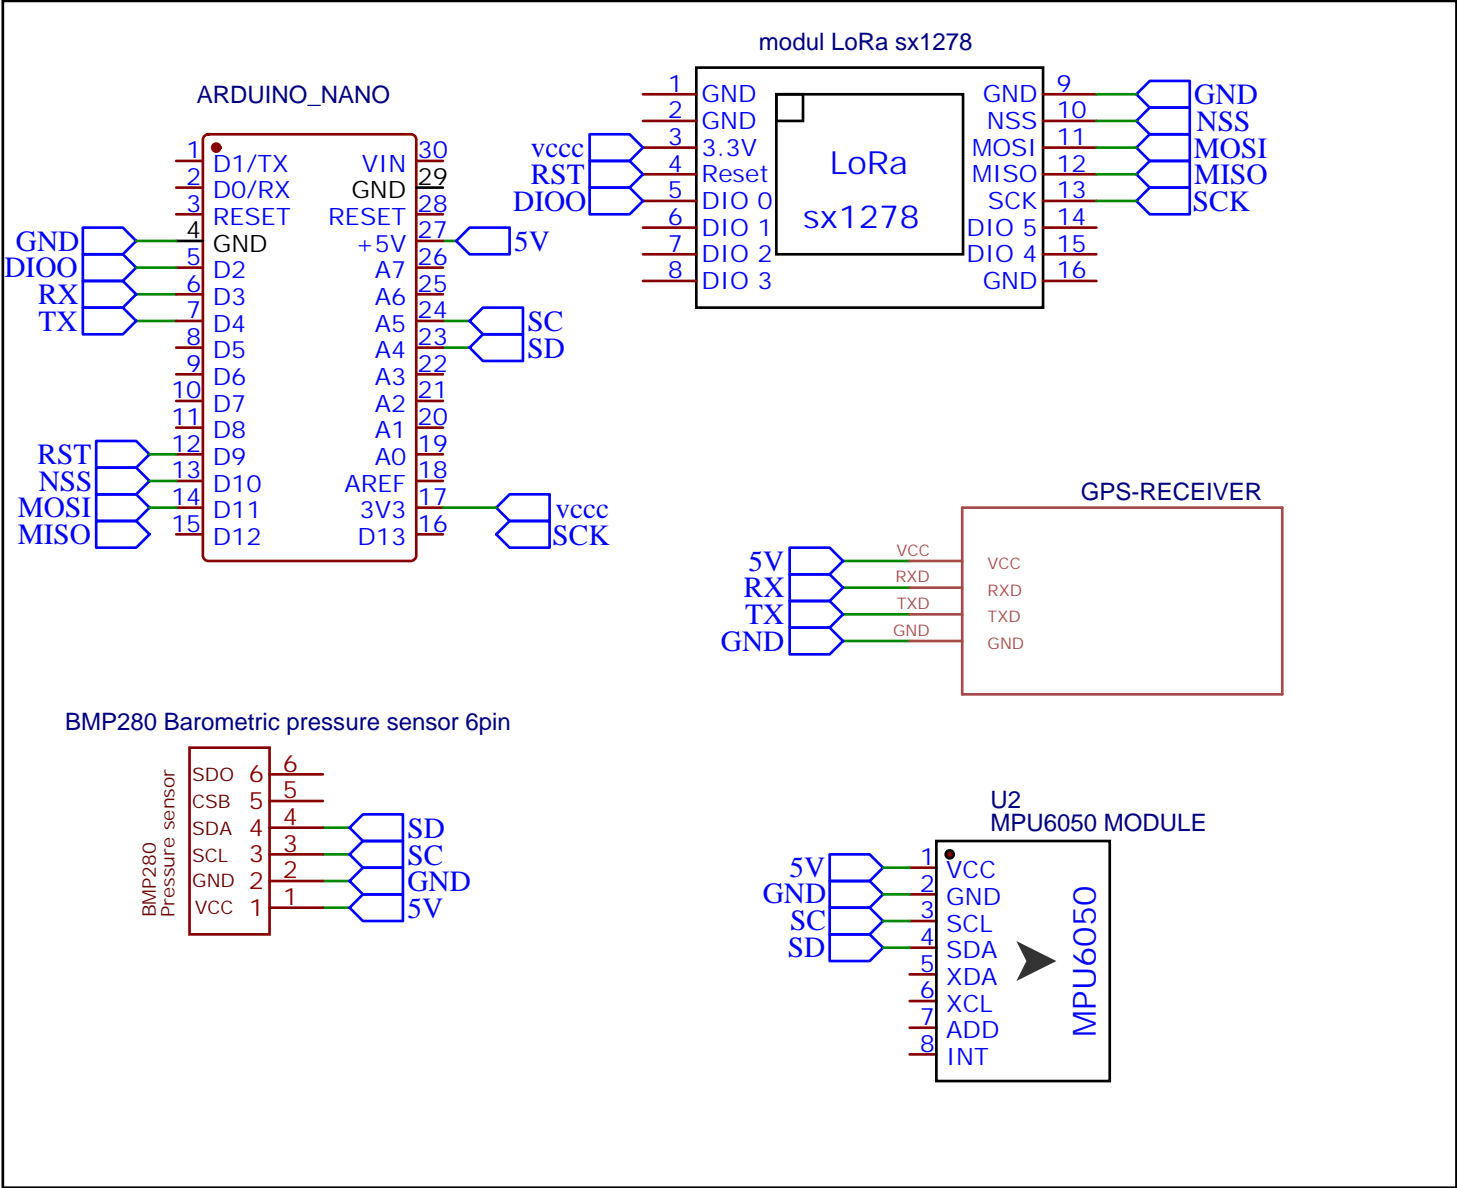 modul LoRa sx1278
ARDUINO_NANO
1 D1/TX
2 D0/RX
3 RESET
GND 4 GND
DIOO 5 D2
RX 6 D3
TX 7 D4
8 D5
9 D6
10 D7
11 D8
RST 12 D9
NSS 13 D10
MOSI 14 D11
MISO 15 D12
VIN 30
GND 29
RESET 28
+5V 27 5V
A7 26
A6 25
A5 24 SC
A4 23 SD
A3 22
A2 21
A1 20
A0 19
AREF 18
3V3 17 vccc
D13 16 SCK
1 GND
2 GND
vccc 3 3.3V
RST 4 Reset
DIOO 5 DIO 0
6 DIO 1
7 DIO 2
8 DIO 3
LoRa
sx1278
GND 9 GND
NSS 10 NSS
MOSI 11 MOSI
MISO 12 MISO
SCK 13 SCK
DIO 5 14
DIO 4 15
GND 16
GPS-RECEIVER
5V VCC VCC
RX RXD RXD
TX TXD TXD
GND GND GND
BMP280 Barometric pressure sensor 6pin
BMP280
Pressure sensor
SDO 6 6
CSB 5 5
SDA 4 4 SD
SCL 3 3 SC
GND 2 2 GND
VCC 1 1 5V
U2
MPU6050 MODULE
5V 1 VCC
GND 2 GND
SC 3 SCL
SD 4 SDA
5 XDA
6 XCL
7 ADD
8 INT
MPU6050